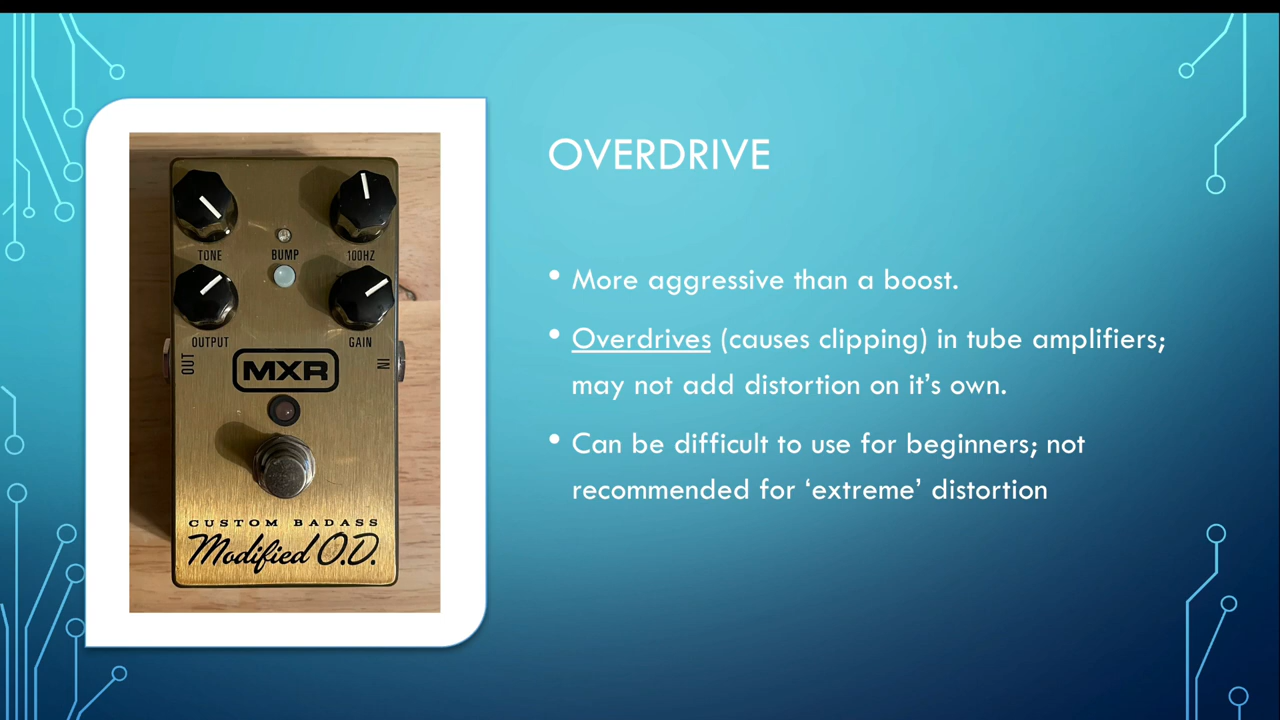 OVERDRIVE
• More aggressive than a boost.
• Overdrives (causes clipping) in tube amplifiers;
may not add distortion on it's own.
• Can be difficult to use for beginners; not
recommended for ‘extreme’ distortion
TONE BUMP 100HZ
OUTPUT GAIN
OUT IN
MXR
CUSTOM BADASS
Modified O.D.